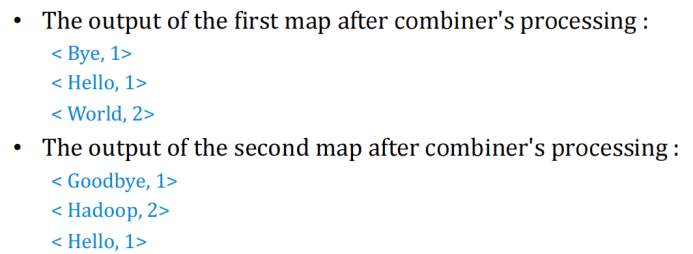 • The output of the first map after combiner's processing :
< Bye, 1>
< Hello, 1>
< World, 2>
• The output of the second map after combiner's processing :
< Goodbye, 1>
< Hadoop, 2>
< Hello, 1>